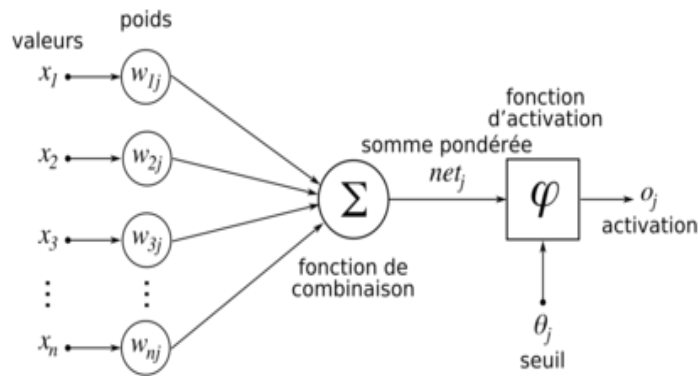 poids
valeurs
x₁
w₁ⱼ
x₂
w₂ⱼ
x₃
w₃ⱼ
⋮
⋮
xₙ
wₙⱼ
Σ
fonction de
combinaison
somme pondérée
netⱼ
fonction
d'activation
φ
oⱼ
activation
θⱼ
seuil